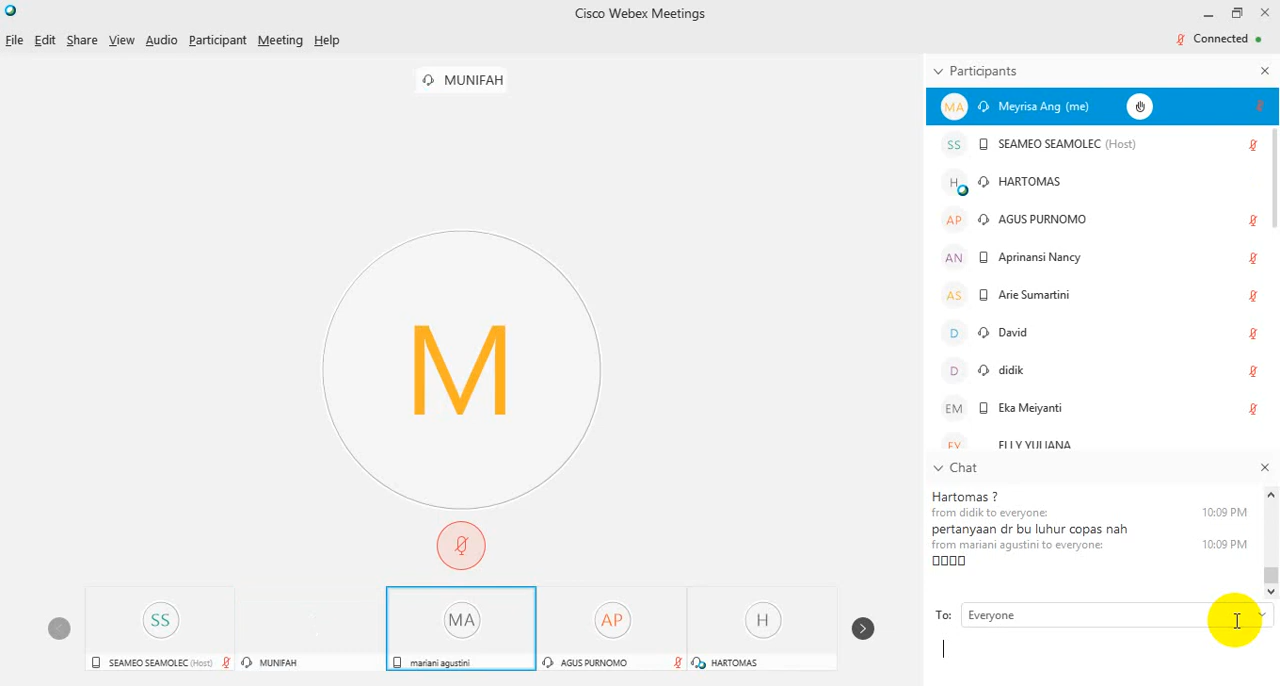 Cisco Webex Meetings
File Edit Share View Audio Participant Meeting Help
Connected
MUNIFAH
M
SS
SEAMEO SEAMOLEC (Host)
MUNIFAH
MA
mariani agustini
AP
AGUS PURNOMO
H
HARTOMAS
Participants
MA Meyrisa Ang (me)
SS SEAMEO SEAMOLEC (Host)
H HARTOMAS
AP AGUS PURNOMO
AN Aprinansi Nancy
AS Arie Sumartini
D David
D didik
EM Eka Meiyanti
EY ELLY YULIANA
Chat
Hartomas ?
from didik to everyone: 10:09 PM
pertanyaan dr bu luhur copas nah
from mariani agustini to everyone: 10:09 PM
To: Everyone